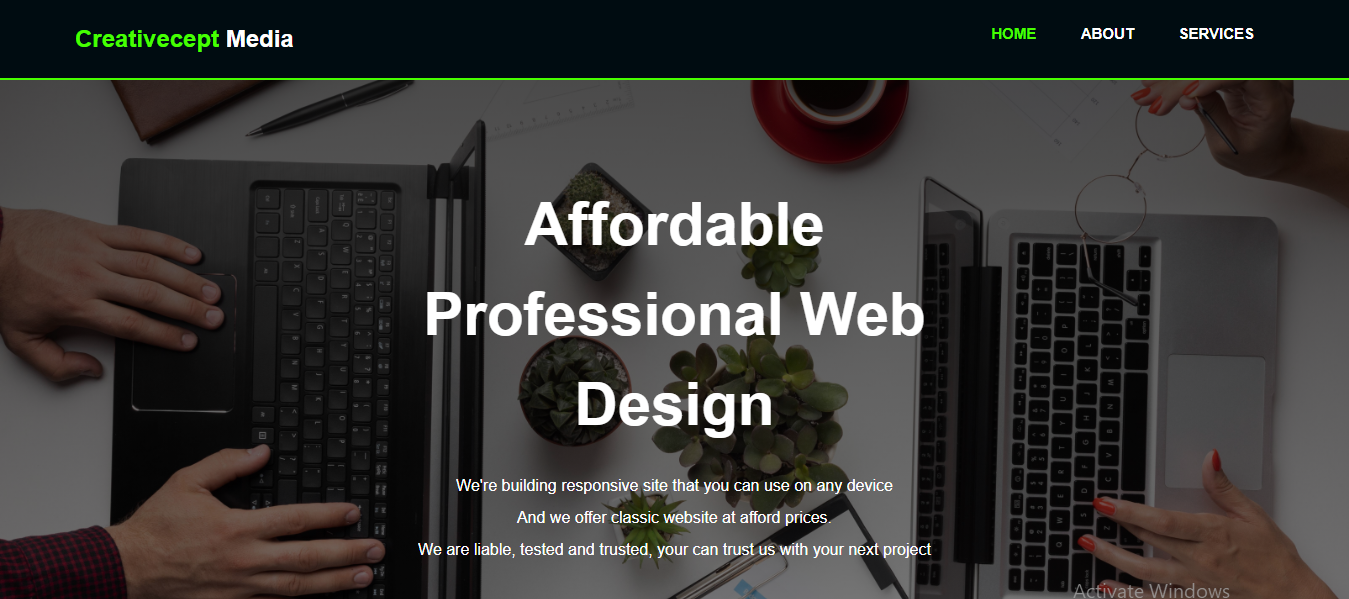 Creativecept Media
HOME ABOUT SERVICES
Affordable
Professional Web
Design
We're building responsive site that you can use on any device
And we offer classic website at afford prices.
We are liable, tested and trusted, your can trust us with your next project
Activate Windows